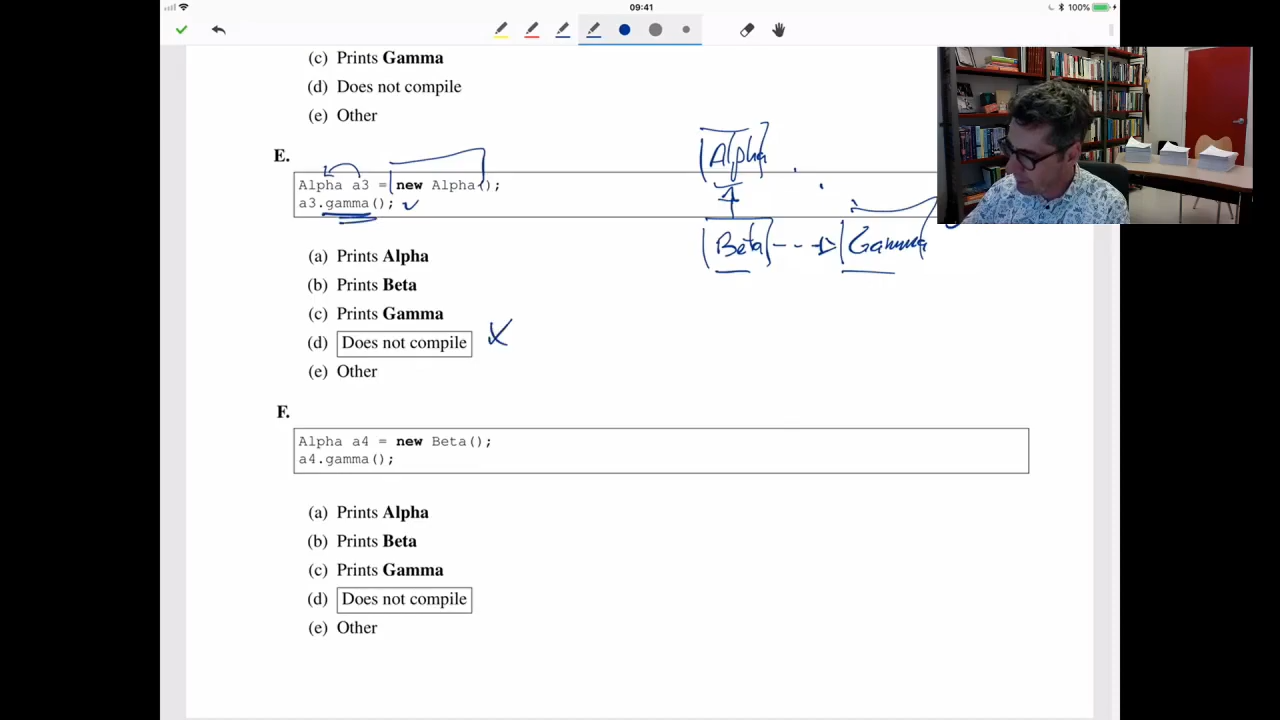 09:41
100%
(c) Prints Gamma
(d) Does not compile
(e) Other
E.
Alpha a3 = new Alpha();
a3.gamma();
(a) Prints Alpha
(b) Prints Beta
(c) Prints Gamma
(d) Does not compile
(e) Other
Alpha
Beta
Gamma
F.
Alpha a4 = new Beta();
a4.gamma();
(a) Prints Alpha
(b) Prints Beta
(c) Prints Gamma
(d) Does not compile
(e) Other